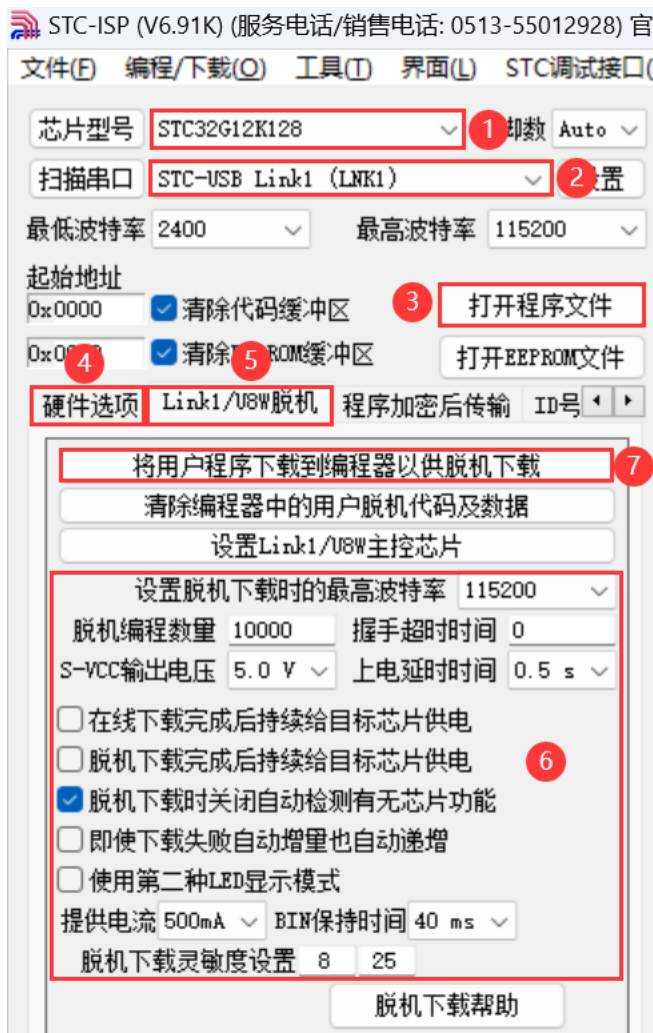 STC-ISP (V6.91K) (服务电话/销售电话: 0513-55012928) 官
文件(F) 编程/下载(O) 工具(T) 界面(L) STC调试接口(
芯片型号 STC32G12K128 1 脚数 Auto
扫描串口 STC-USB Link1 (LNK1) 2 置
最低波特率 2400 最高波特率 115200
起始地址
0x0000 清除代码缓冲区 3 打开程序文件
清除 ROM缓冲区 打开EEPROM文件
4 5
硬件选项 Link1/U8W脱机 程序加密后传输 ID号
将用户程序下载到编程器以供脱机下载 7
清除编程器中的用户脱机代码及数据
设置Link1/U8W主控芯片
设置脱机下载时的最高波特率 115200
脱机编程数量 10000 握手超时时间 0
S-VCC输出电压 5.0 V 上电延时时间 0.5 s
在线下载完成后持续给目标芯片供电
脱机下载完成后持续给目标芯片供电 6
脱机下载时关闭自动检测有无芯片功能
即使下载失败自动增量也自动递增
使用第二种LED显示模式
提供电流 500mA BIN保持时间 40 ms
脱机下载灵敏度设置 8 25
脱机下载帮助